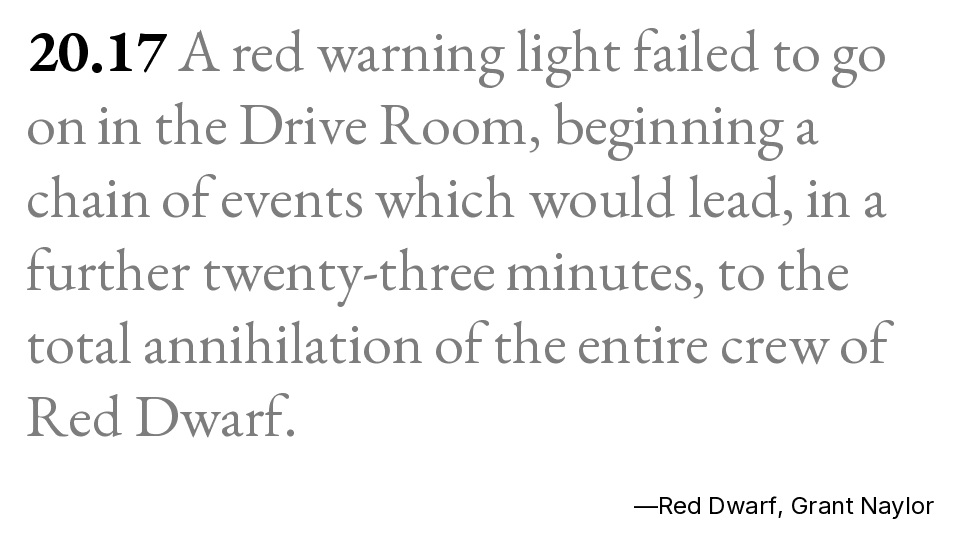 20.17 A red warning light failed to go
on in the Drive Room, beginning a
chain of events which would lead, in a
further twenty-three minutes, to the
total annihilation of the entire crew of
Red Dwarf.
—Red Dwarf, Grant Naylor